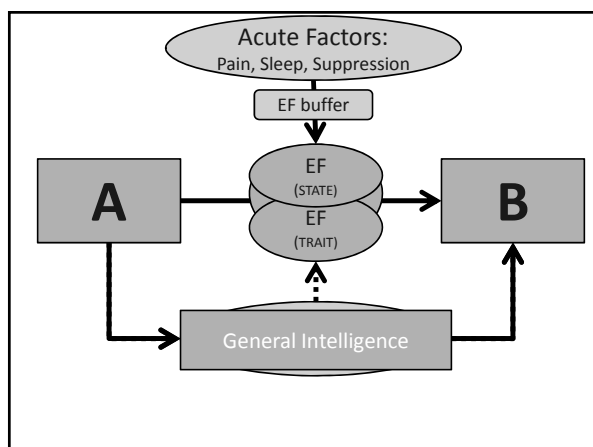 Acute Factors:
Pain, Sleep, Suppression
EF buffer
EF
(STATE)
A
B
EF
(TRAIT)
General Intelligence